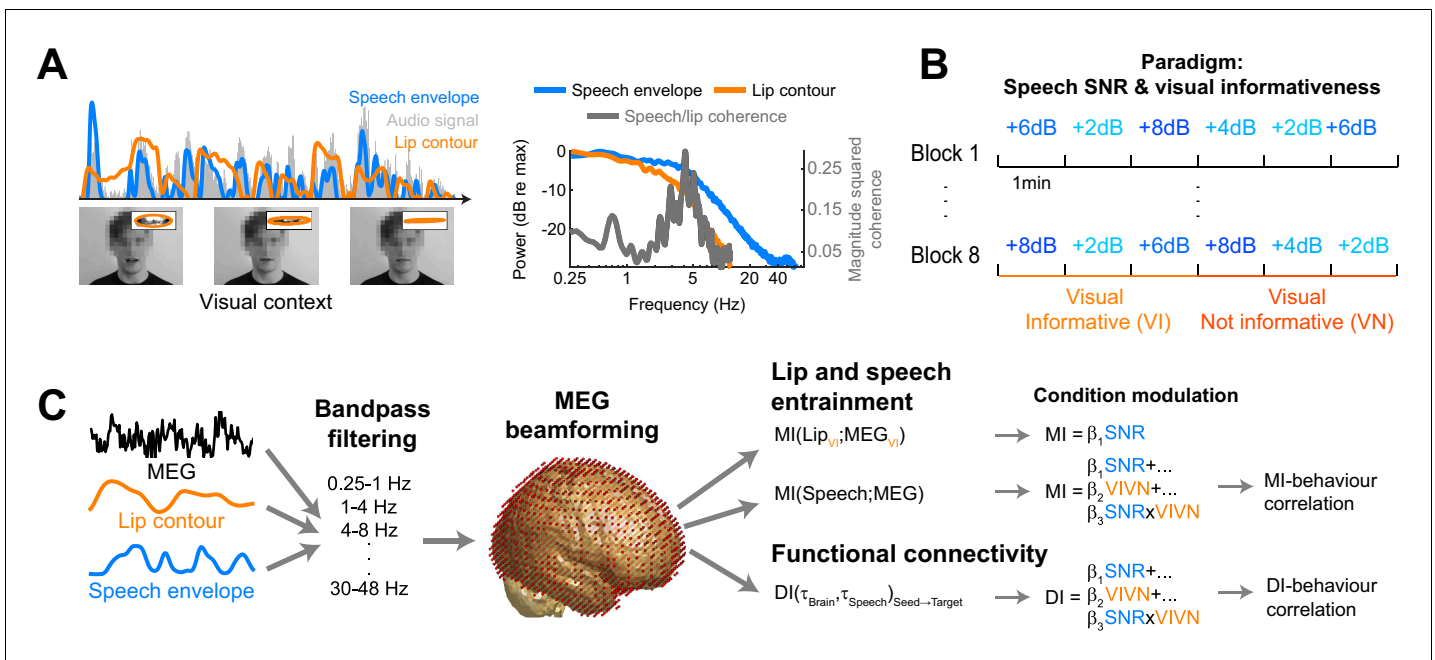 A
Speech envelope
Audio signal
Lip contour
Visual context
Speech envelope
Lip contour
Speech/lip coherence
Power (dB re max)
0
-10
-20
0.25
1
5
20
40
Frequency (Hz)
0.25
0.15
0.05
Magnitude squared
coherence
B
Paradigm:
Speech SNR & visual informativeness
+6dB +2dB +8dB +4dB +2dB +6dB
Block 1
1min
Block 8
+8dB +2dB +6dB +8dB +4dB +2dB
Visual
Informative (VI)
Visual
Not informative (VN)
C
MEG
Lip contour
Speech envelope
Bandpass
filtering
0.25-1 Hz
1-4 Hz
4-8 Hz
.
.
.
30-48 Hz
MEG
beamforming
Lip and speech
entrainment
MI(Lip_VI;MEG_VI)
MI(Speech;MEG)
Functional connectivity
DI(τ_Brain,τ_Speech)_Seed→Target
Condition modulation
MI = β₁SNR
β₁SNR+...
MI = β₂VIVN+...
β₃SNRxVIVN
MI-behaviour
correlation
β₁SNR+...
DI = β₂VIVN+...
β₃SNRxVIVN
DI-behaviour
correlation